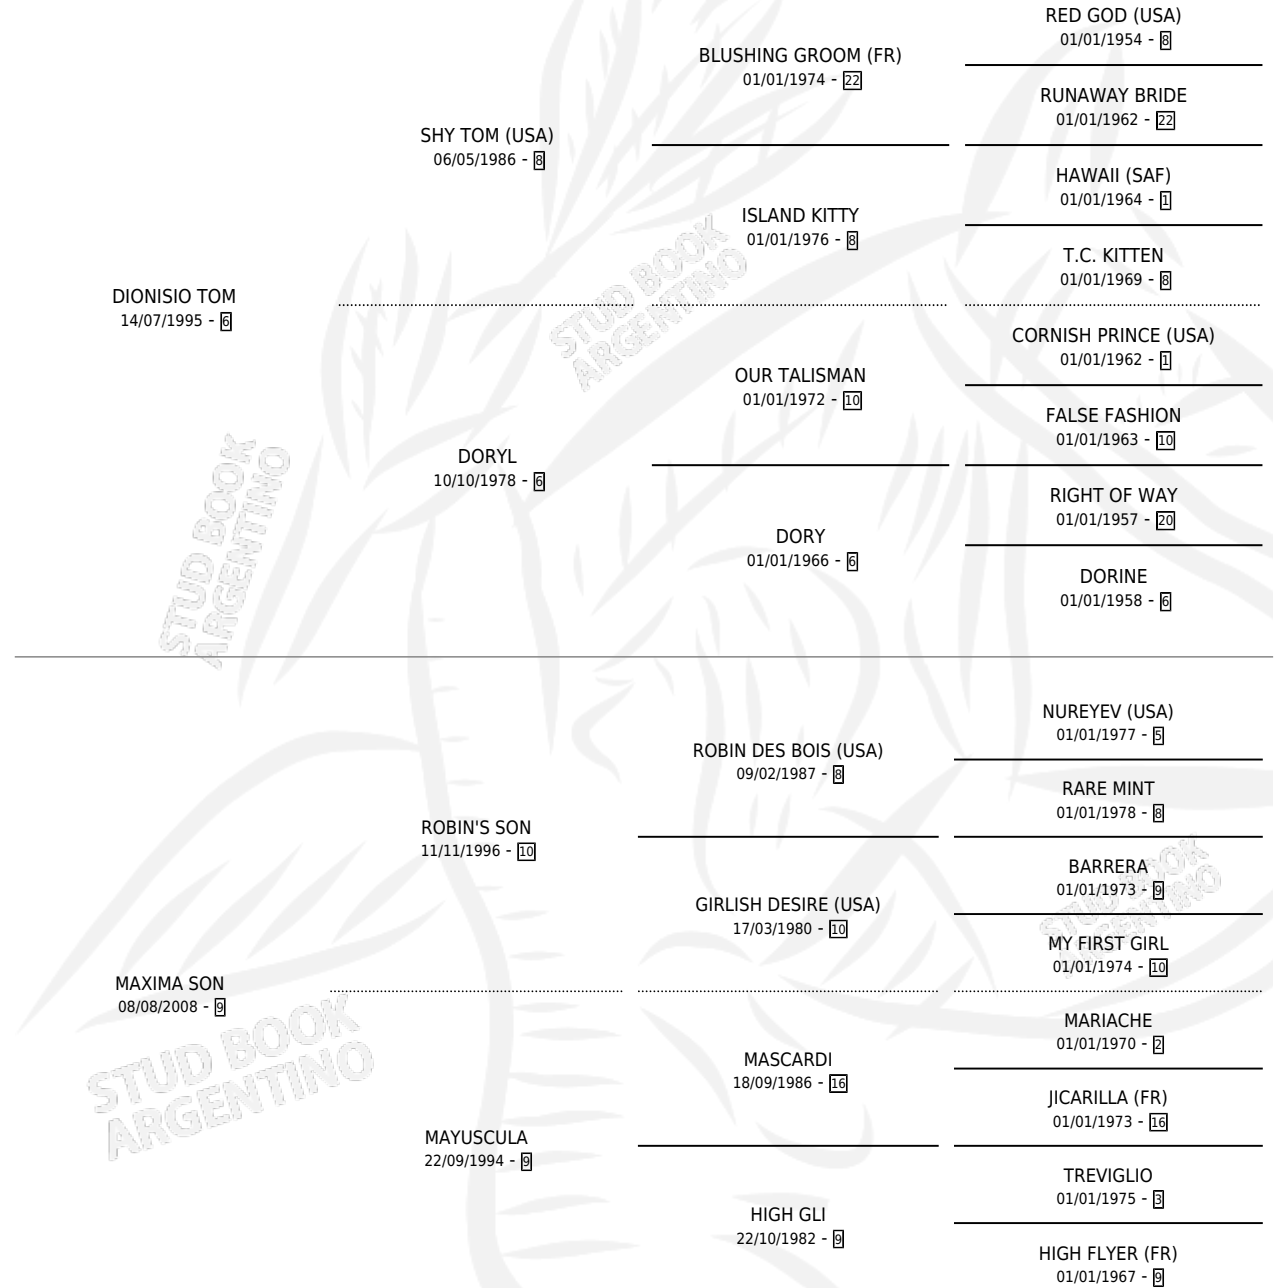 RED GOD (USA)
01/01/1954 - 8
BLUSHING GROOM (FR)
01/01/1974 - 22
RUNAWAY BRIDE
01/01/1962 - 22
SHY TOM (USA)
06/05/1986 - 8
HAWAII (SAF)
01/01/1964 - 1
ISLAND KITTY
01/01/1976 - 8
T.C. KITTEN
01/01/1969 - 8
DIONISIO TOM
14/07/1995 - 6
STUD BOOK
ARGENTINO
CORNISH PRINCE (USA)
01/01/1962 - 1
OUR TALISMAN
01/01/1972 - 10
FALSE FASHION
01/01/1963 - 10
DORYL
10/10/1978 - 6
RIGHT OF WAY
01/01/1957 - 20
DORY
01/01/1966 - 6
DORINE
01/01/1958 - 6
STUD BOOK
ARGENTINO
NUREYEV (USA)
01/01/1977 - 5
ROBIN DES BOIS (USA)
09/02/1987 - 8
RARE MINT
01/01/1978 - 8
ROBIN'S SON
11/11/1996 - 10
BARRERA
01/01/1973 - 9
GIRLISH DESIRE (USA)
17/03/1980 - 10
MY FIRST GIRL
01/01/1974 - 10
STUD BOOK
ARGENTINO
MAXIMA SON
08/08/2008 - 9
MARIACHE
01/01/1970 - 2
MASCARDI
18/09/1986 - 16
JICARILLA (FR)
01/01/1973 - 16
STUD BOOK
ARGENTINO
MAYUSCULA
22/09/1994 - 9
TREVIGLIO
01/01/1975 - 3
HIGH GLI
22/10/1982 - 9
HIGH FLYER (FR)
01/01/1967 - 9